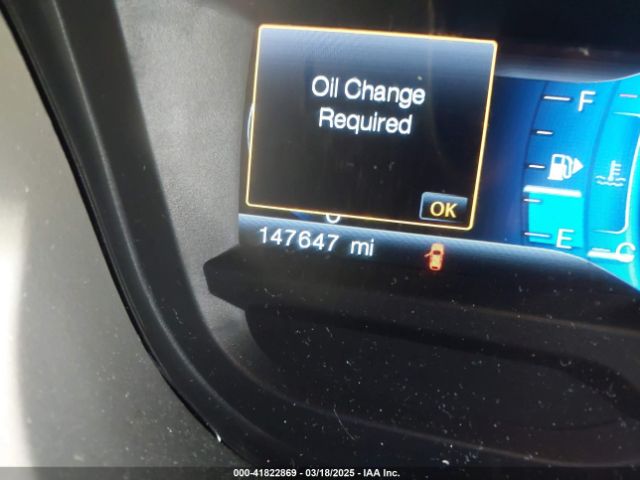 Oil Change
Required
OK
147647 mi
F
E
C
000-41822869 - 03/18/2025 - IAA Inc.